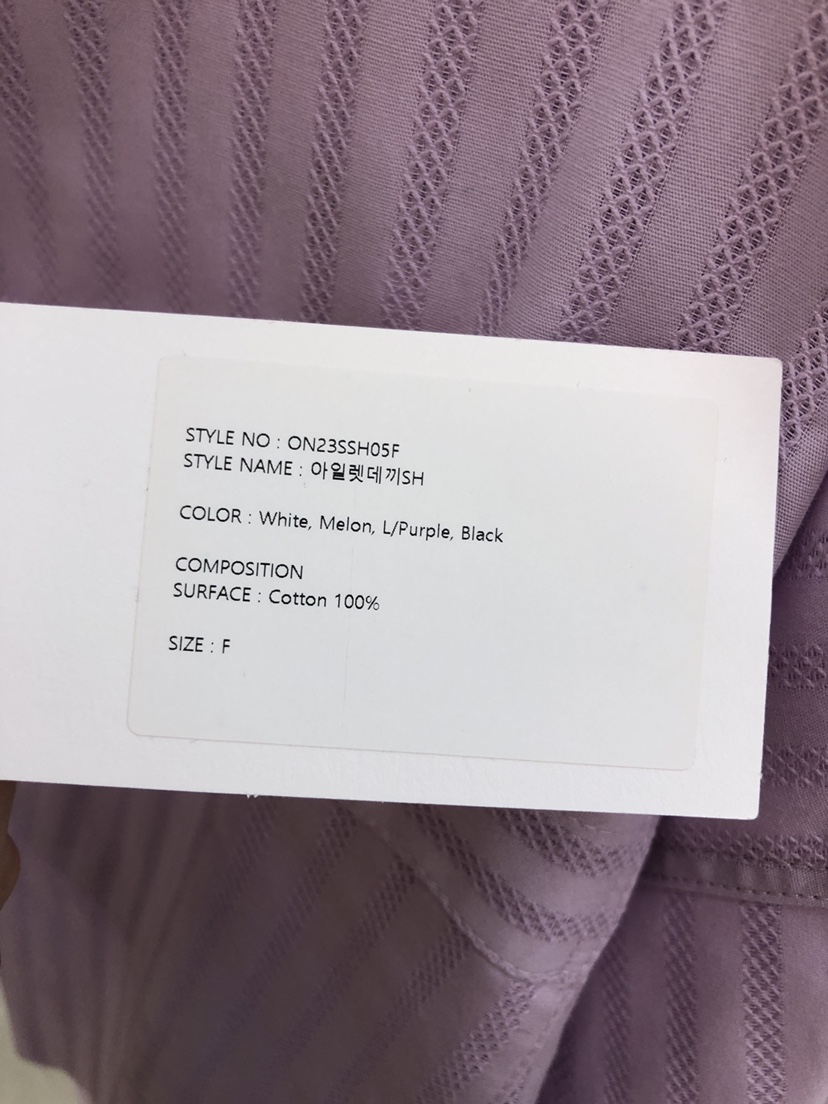 STYLE NO : ON23SSH05F
STYLE NAME : 아일렛데끼SH
COLOR : White, Melon, L/Purple, Black
COMPOSITION
SURFACE : Cotton 100%
SIZE : F